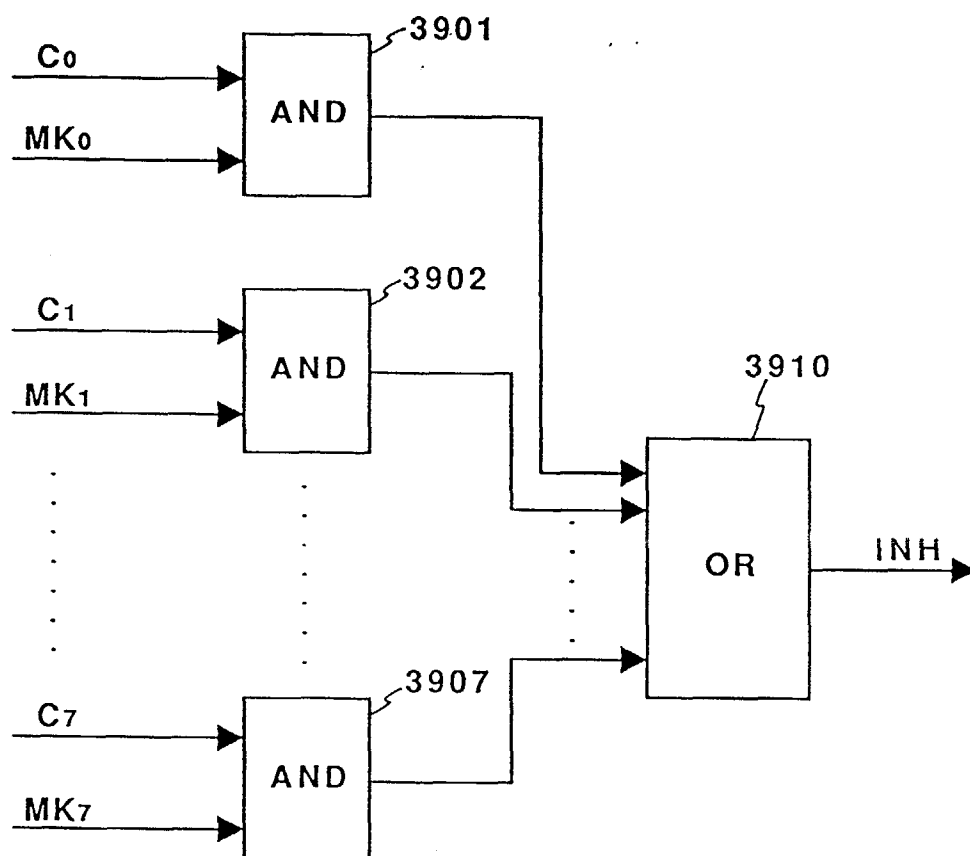 3901
C0
AND
MK0
3902
C1
AND
MK1
3910
OR
INH
3907
C7
AND
MK7